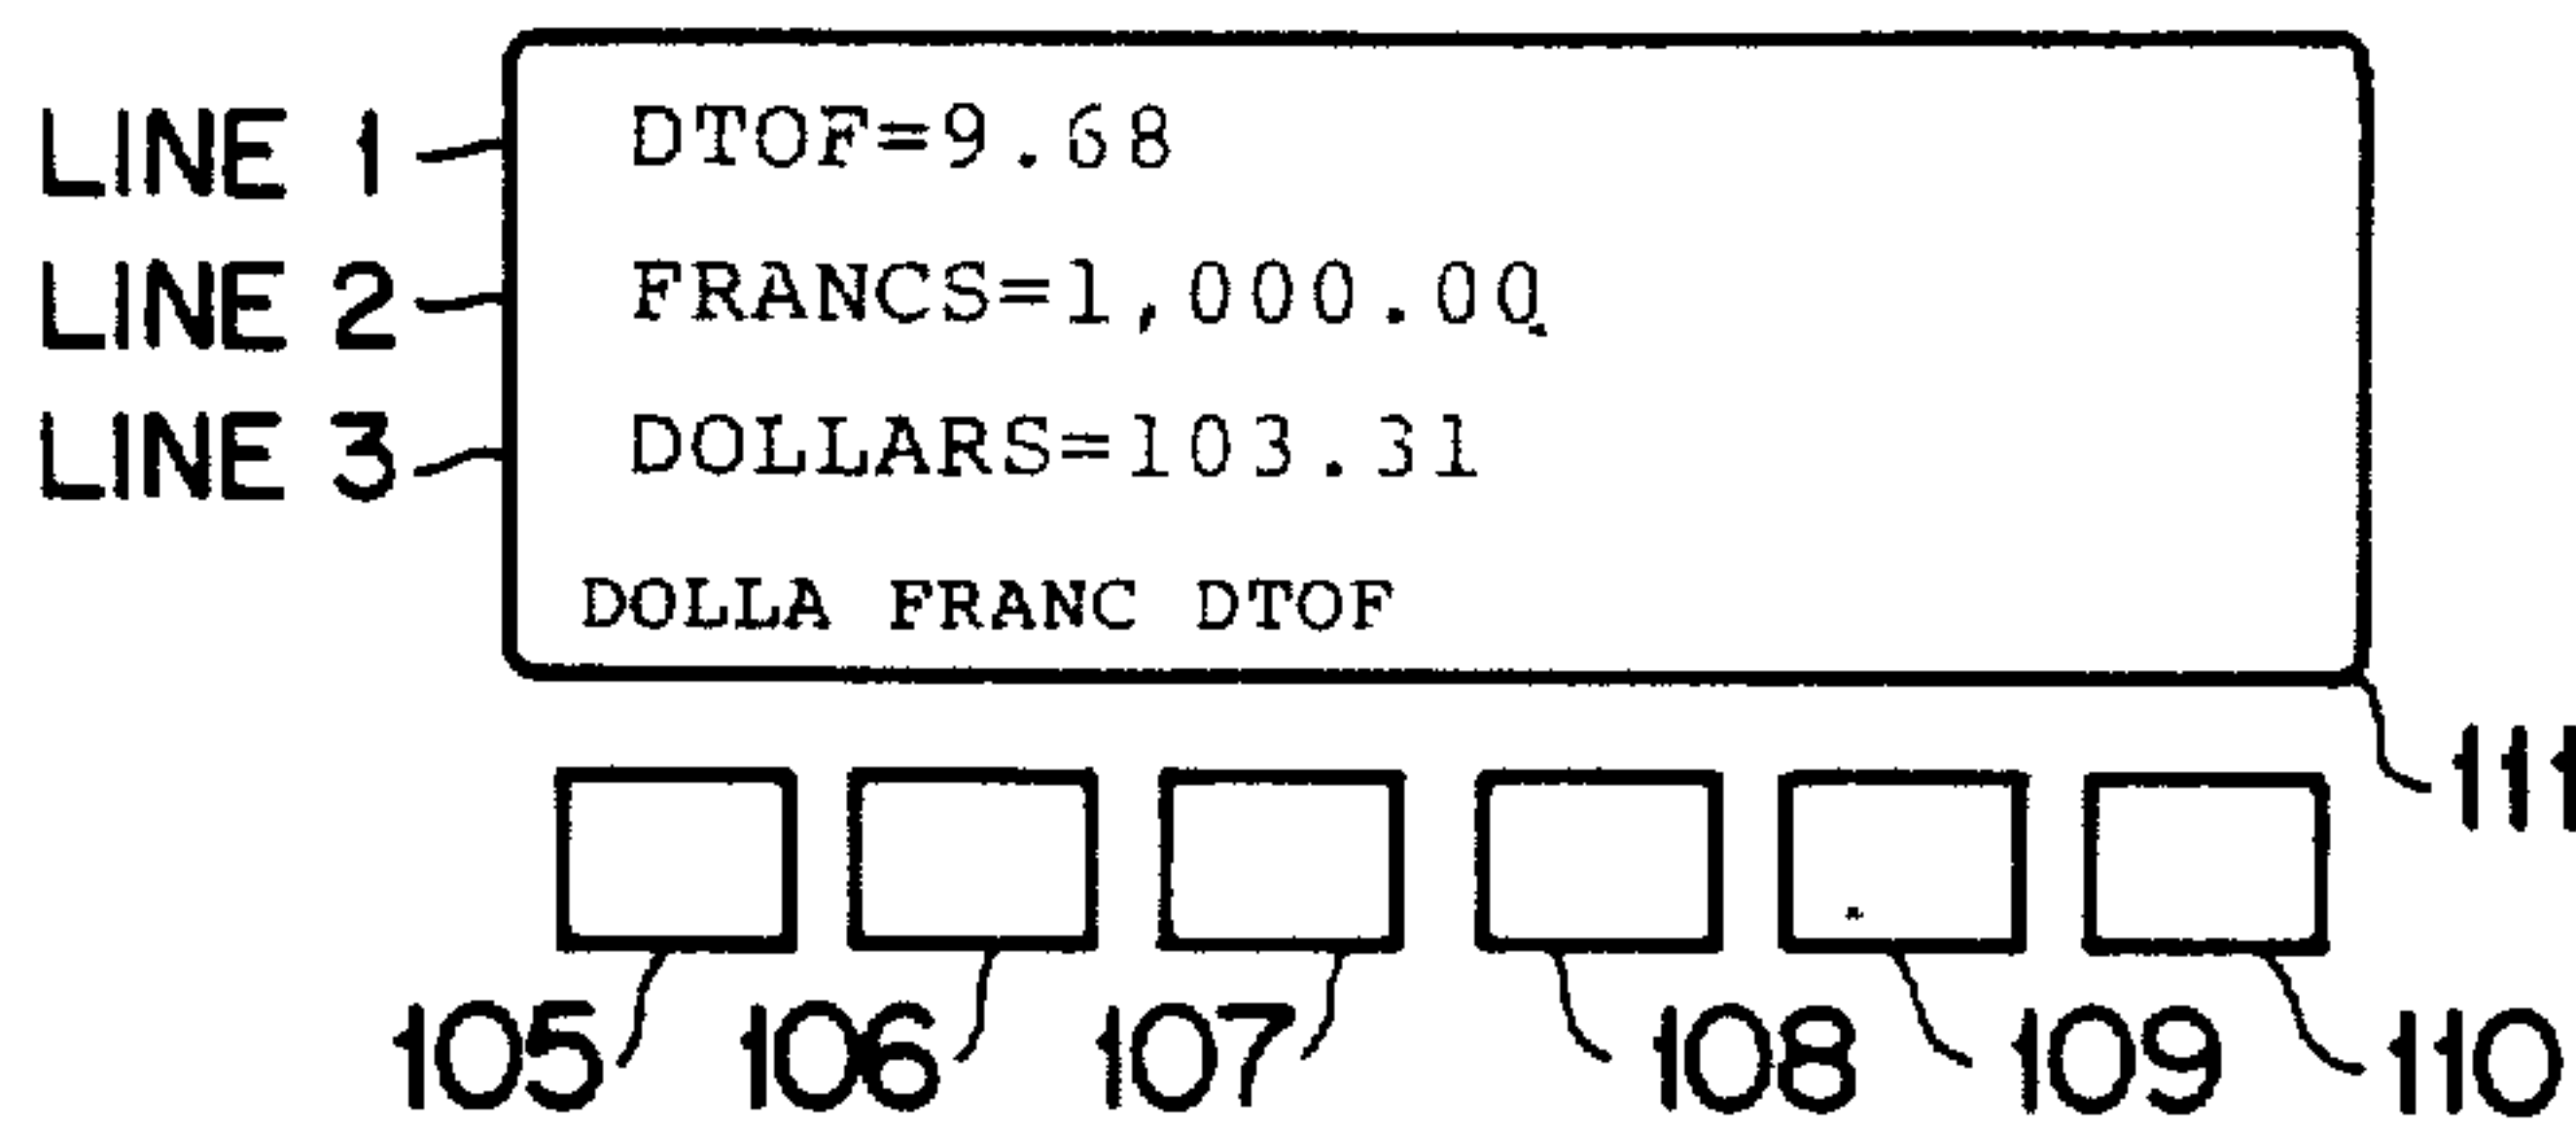 LINE 1 DTOF=9.68
LINE 2 FRANCS=1,000.00
LINE 3 DOLLARS=103.31
DOLLA FRANC DTOF
111
105 106 107 108 109 110